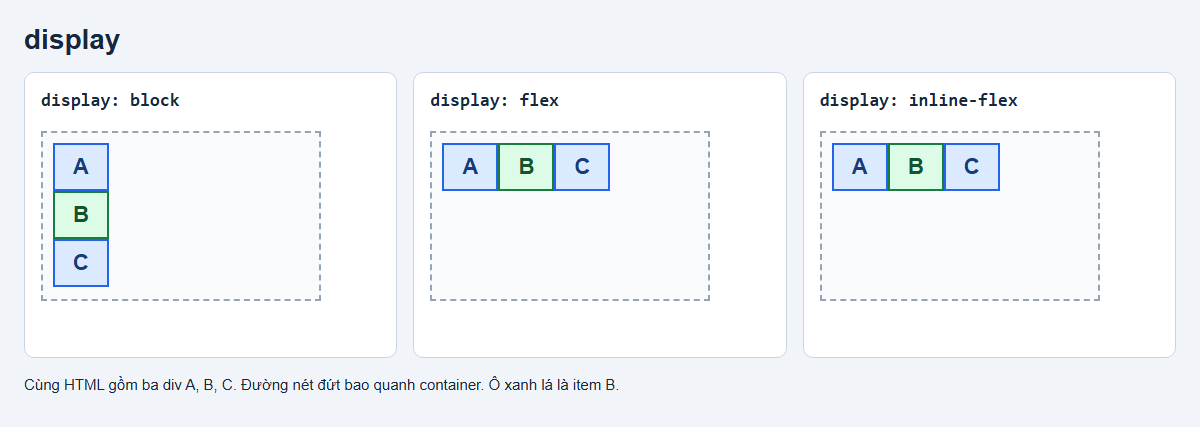 display
display: block
A
B
C
display: flex
A B C
display: inline-flex
A B C
Cùng HTML gồm ba div A, B, C. Đường nét đứt bao quanh container. Ô xanh lá là item B.